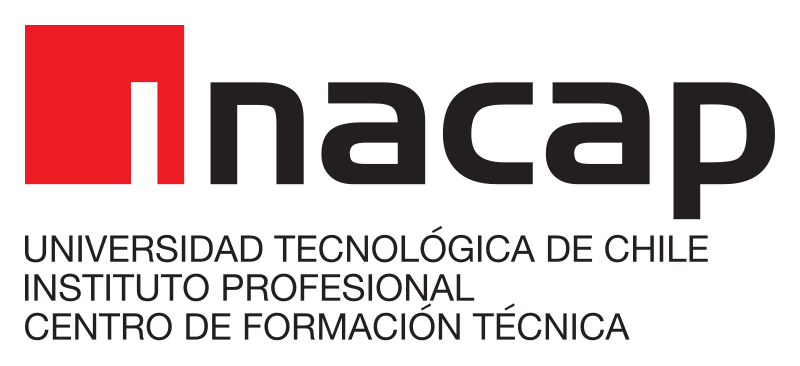 inacap
UNIVERSIDAD TECNOLÓGICA DE CHILE
INSTITUTO PROFESIONAL
CENTRO DE FORMACIÓN TÉCNICA